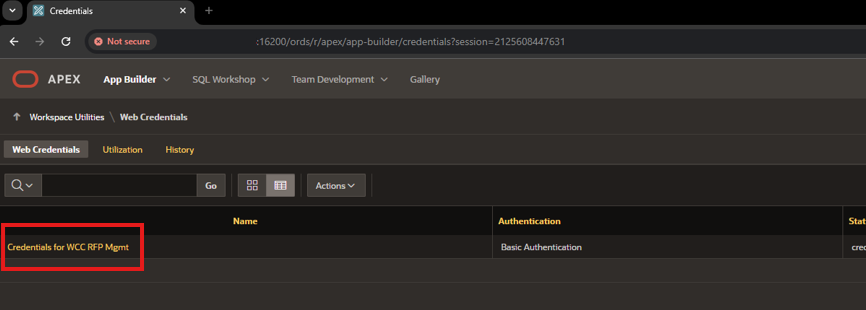 Credentials
Not secure
:16200/ords/r/apex/app-builder/credentials?session=2125608447631
APEX App Builder SQL Workshop Team Development Gallery
Workspace Utilities \ Web Credentials
Web Credentials Utilization History
Go Actions
Name Authentication Stat
Credentials for WCC RFP Mgmt Basic Authentication cre